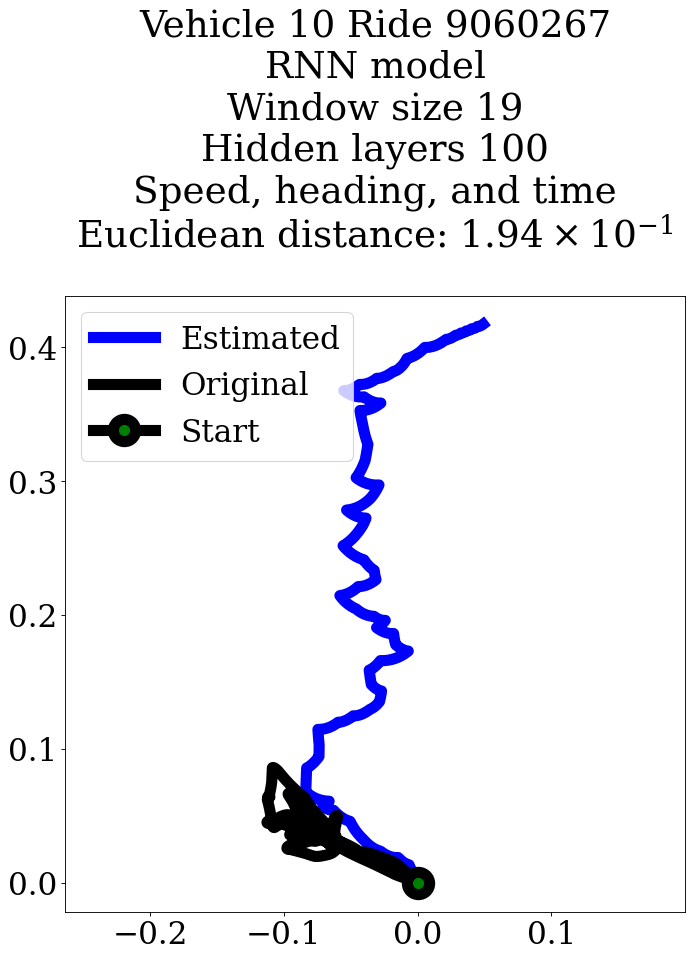 Vehicle 10 Ride 9060267
RNN model
Window size 19
Hidden layers 100
Speed, heading, and time
Euclidean distance: 1.94 × 10⁻¹
Estimated
Original
Start
0.4
0.3
0.2
0.1
0.0
−0.2 −0.1 0.0 0.1